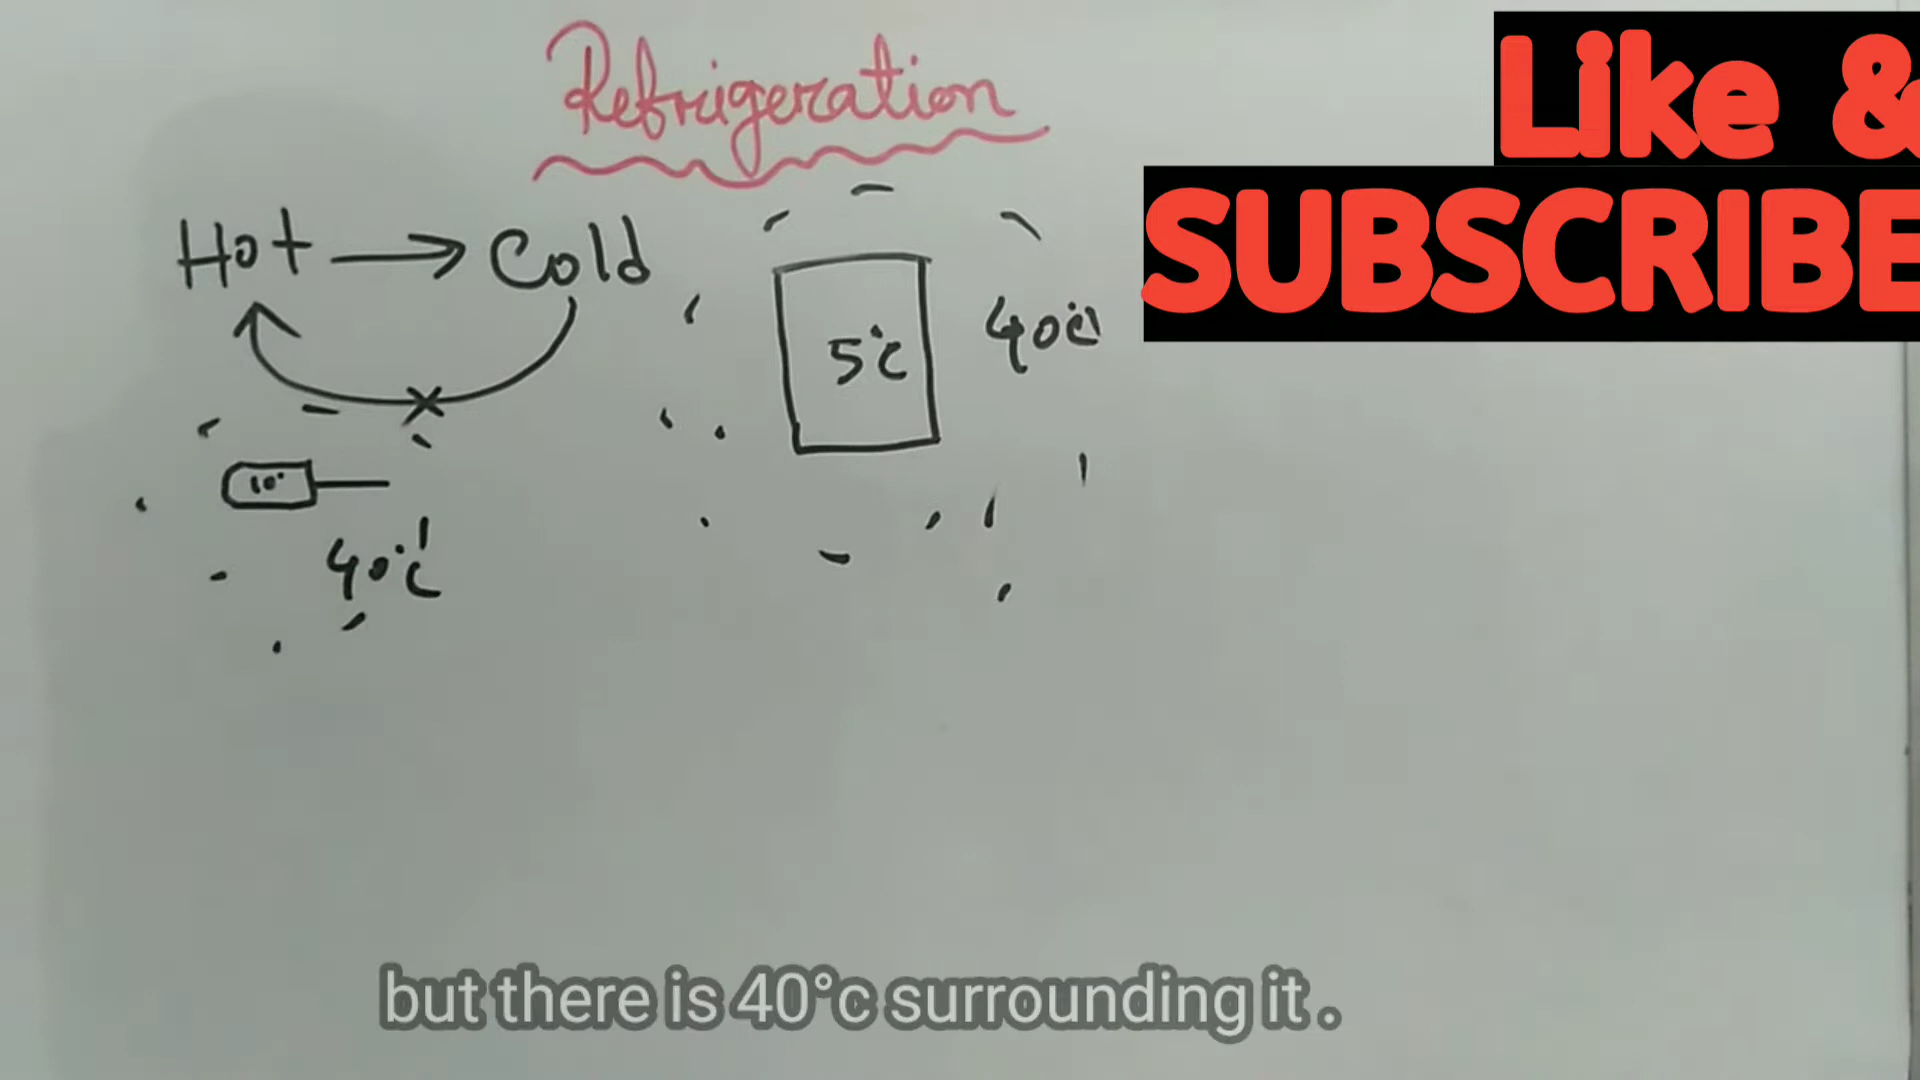 Refrigeration
Like &
SUBSCRIBE
Hot → Cold
5°C
40°C
10°
40°C
but there is 40°c surrounding it .